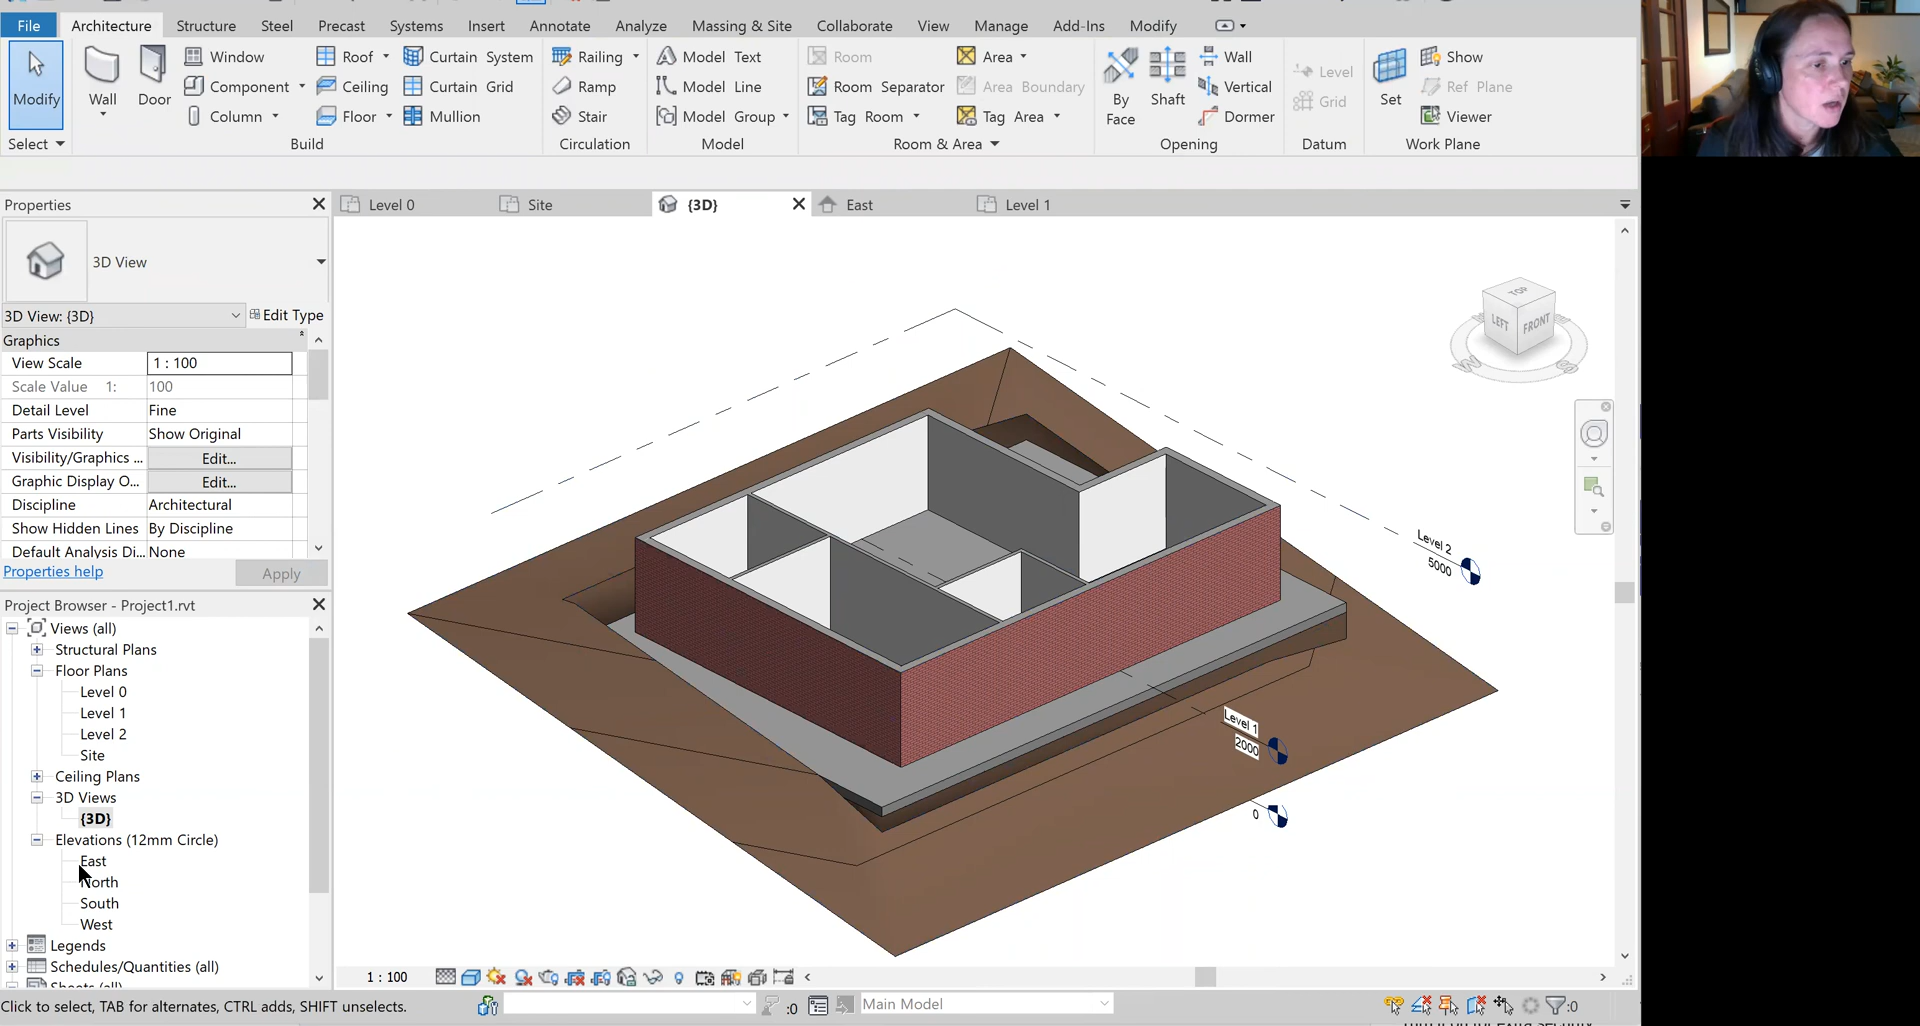 File Architecture Structure Steel Precast Systems Insert Annotate Analyze Massing & Site Collaborate View Manage Add-Ins Modify
Modify
Wall
Door
Window
Component
Column
Roof
Ceiling
Floor
Curtain System
Curtain Grid
Mullion
Railing
Ramp
Stair
Model Text
Model Line
Model Group
Room
Room Separator
Tag Room
Area
Area Boundary
Tag Area
By Face
Shaft
Wall
Vertical
Dormer
Level
Grid
Set
Show
Ref Plane
Viewer
Select Build Circulation Model Room & Area Opening Datum Work Plane
Properties
Level 0 Site {3D} East Level 1
3D View
3D View: {3D} Edit Type
Graphics
View Scale 1 : 100
Scale Value 1: 100
Detail Level Fine
Parts Visibility Show Original
Visibility/Graphics ... Edit...
Graphic Display O... Edit...
Discipline Architectural
Show Hidden Lines By Discipline
Default Analysis Di... None
Properties help Apply
Project Browser - Project1.rvt
Views (all)
Structural Plans
Floor Plans
Level 0
Level 1
Level 2
Site
Ceiling Plans
3D Views
{3D}
Elevations (12mm Circle)
East
North
South
West
Legends
Schedules/Quantities (all)
Sheets (all)
TOP
LEFT
FRONT
W
S
Level 2
5000
Level 1
2000
0
1 : 100
Click to select, TAB for alternates, CTRL adds, SHIFT unselects.
:0
Main Model
:0